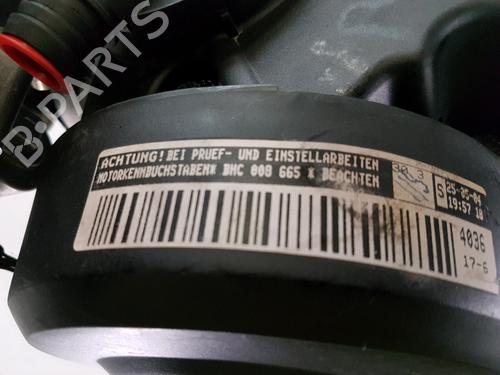 B-PARTS
ACHTUNG! BEI PRUEF- UND EINSTELLARBEITEN
MOTORKENNBUCHSTABEN* BHC 008 665 * BEACHTEN
S
25-05-04
19:57 10
4036
17-6